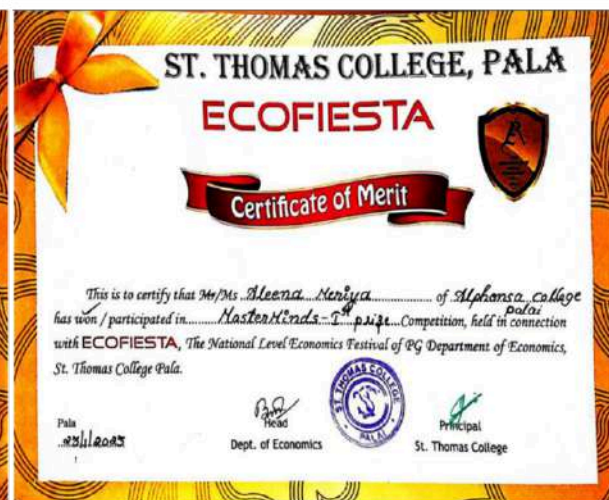 ST. THOMAS COLLEGE, PALA
ECOFIESTA
Certificate of Merit
This is to certify that Mr/Ms Aleena Meriya of Alphonsa college
palai
has won / participated in MasterMinds - Ist prize Competition, held in connection
with ECOFIESTA, The National Level Economics Festival of PG Department of Economics,
St. Thomas College Pala.
Pala
Head
Dept. of Economics
ST. THOMAS COLLEGE
PALAI
Principal
St. Thomas College